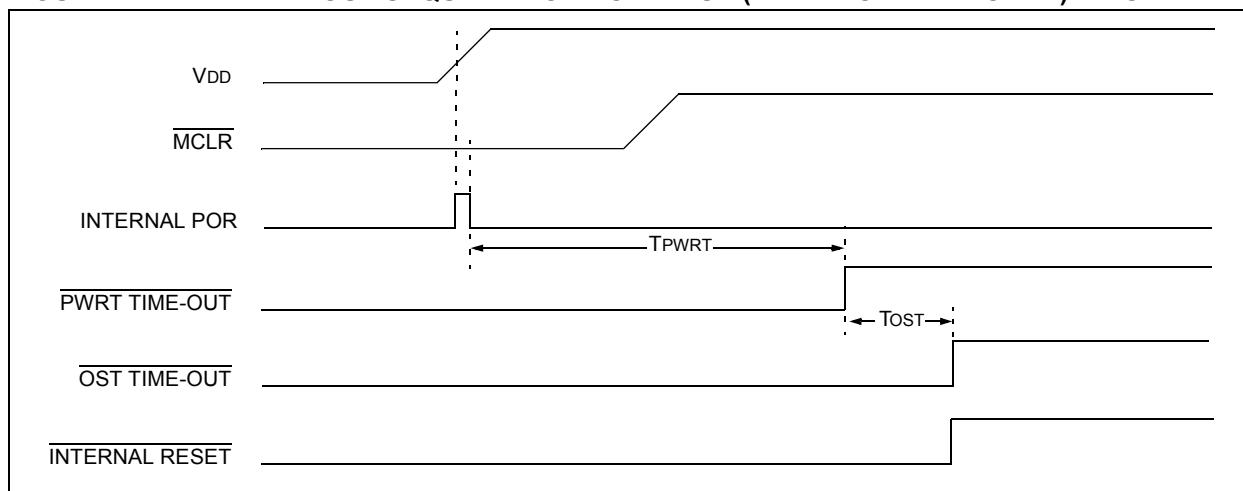 VDD
MCLR
INTERNAL POR
TPWRT
PWRT TIME-OUT
TOST
OST TIME-OUT
INTERNAL RESET